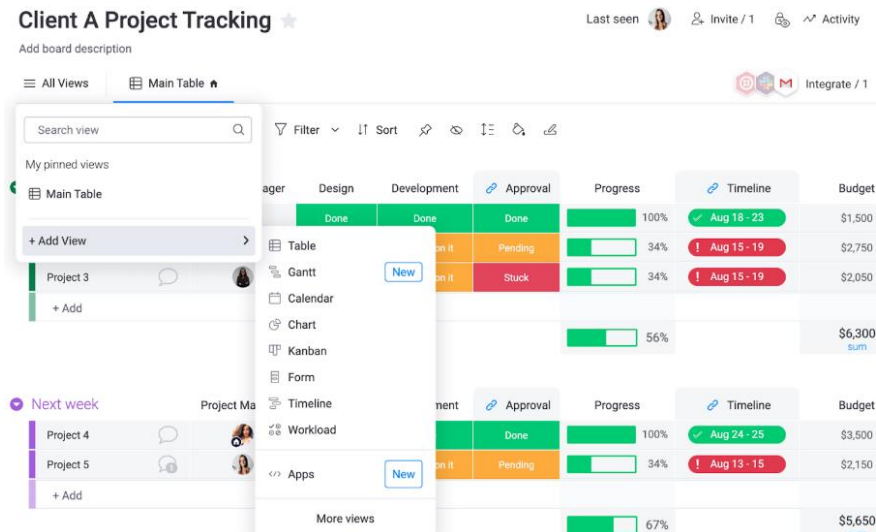 Client A Project Tracking
Last seen
Invite / 1
Activity
Add board description
All Views
Main Table
Integrate / 1
Search view
Filter
Sort
My pinned views
Main Table
+ Add View
Design Development Approval Progress Timeline Budget
Done Done Done 100% Aug 18 - 23 $1,500
Pending 34% ! Aug 15 - 19 $2,750
Project 3 Stuck 34% ! Aug 15 - 19 $2,050
+ Add
56% $6,300
sum
Table
Gantt New
Calendar
Chart
Kanban
Form
Timeline
Workload
Apps New
More views
Next week Approval Progress Timeline Budget
Project 4 Done 100% Aug 24 - 25 $3,500
Project 5 1 Pending 34% ! Aug 13 - 15 $2,150
+ Add
67% $5,650